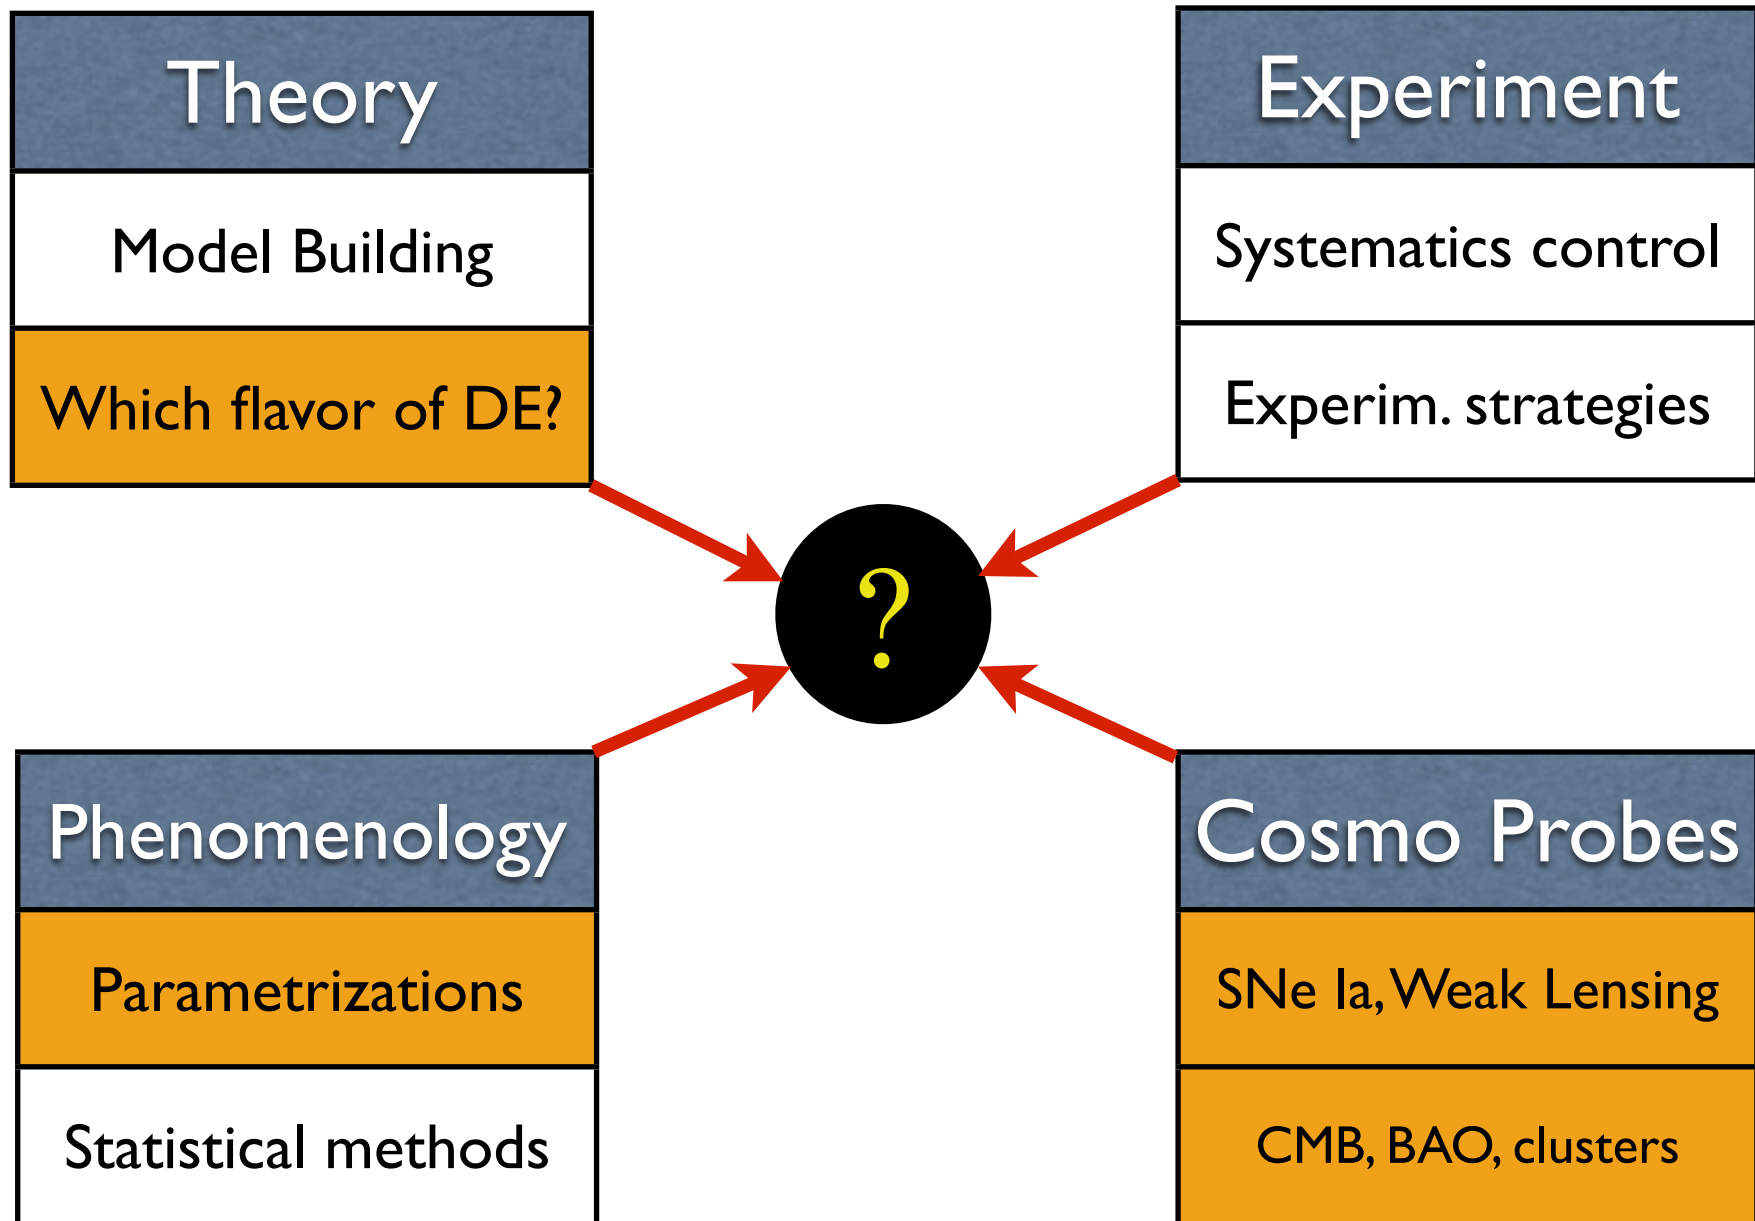 Theory
Model Building
Which flavor of DE?
Experiment
Systematics control
Experim. strategies
?
Phenomenology
Parametrizations
Statistical methods
Cosmo Probes
SNe Ia, Weak Lensing
CMB, BAO, clusters